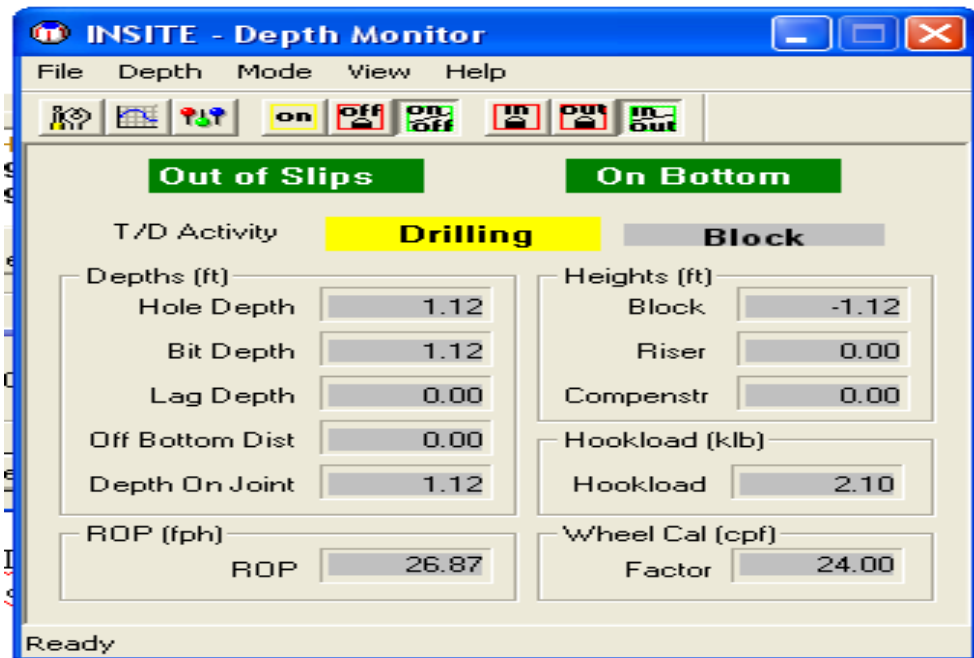 INSITE - Depth Monitor
File Depth Mode View Help
on off on- off in out in- out
Out of Slips On Bottom
T/D Activity Drilling Block
Depths (ft)
Hole Depth 1.12
Bit Depth 1.12
Lag Depth 0.00
Off Bottom Dist 0.00
Depth On Joint 1.12
ROP (fph)
ROP 26.87
Heights (ft)
Block -1.12
Riser 0.00
Compenstr 0.00
Hookload (klb)
Hookload 2.10
Wheel Cal (cpf)
Factor 24.00
Ready